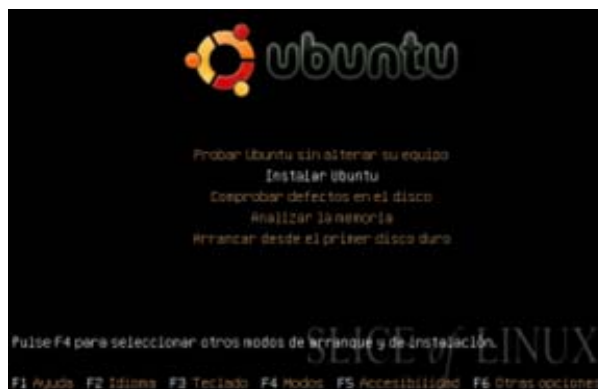 ubuntu
Probar Ubuntu sin alterar su equipo
Instalar Ubuntu
Comprobar defectos en el disco
Analizar la memoria
Arrancar desde el primer disco duro
Pulse F4 para seleccionar otros modos de arranque y de instalación.
SLICE of LINUX
F1 Ayuda F2 Idioma F3 Teclado F4 Modos F5 Accesibilidad F6 Otras opciones